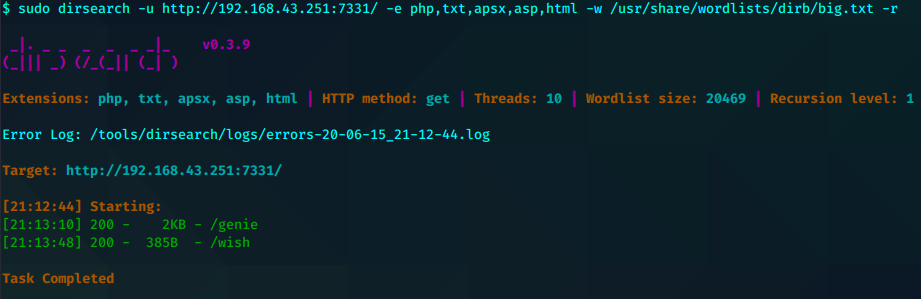 $ sudo dirsearch -u http://192.168.43.251:7331/ -e php,txt,apsx,asp,html -w /usr/share/wordlists/dirb/big.txt -r
 _|. _ _  _  _  _ _|_    v0.3.9
(_||| _) (/_(_|| (_| )
Extensions: php, txt, apsx, asp, html | HTTP method: get | Threads: 10 | Wordlist size: 20469 | Recursion level: 1
Error Log: /tools/dirsearch/logs/errors-20-06-15_21-12-44.log
Target: http://192.168.43.251:7331/
[21:12:44] Starting:
[21:13:10] 200 -    2KB - /genie
[21:13:48] 200 -  385B  - /wish
Task Completed